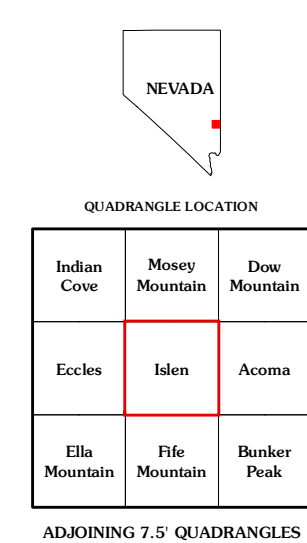 NEVADA
QUADRANGLE LOCATION
Indian Cove
Mosey Mountain
Dow Mountain
Eccles
Islen
Acoma
Ella Mountain
Fife Mountain
Bunker Peak
ADJOINING 7.5' QUADRANGLES